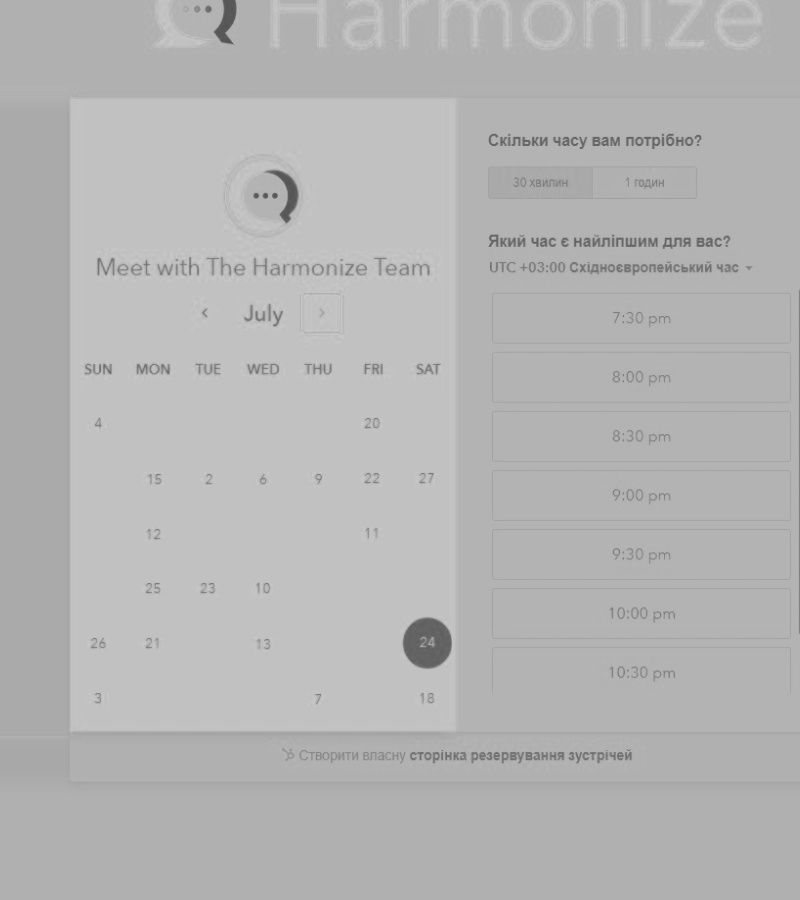 Harmonize
Meet with The Harmonize Team
July
SUN MON TUE WED THU FRI SAT
4 20
15 2 6 9 22 27
12 11
25 23 10
26 21 13 24
3 7 18
Скільки часу вам потрібно?
30 хвилин 1 годин
Який час є найліпшим для вас?
UTC +03:00 Східноєвропейський час
7:30 pm
8:00 pm
8:30 pm
9:00 pm
9:30 pm
10:00 pm
10:30 pm
Створити власну сторінка резервування зустрічей